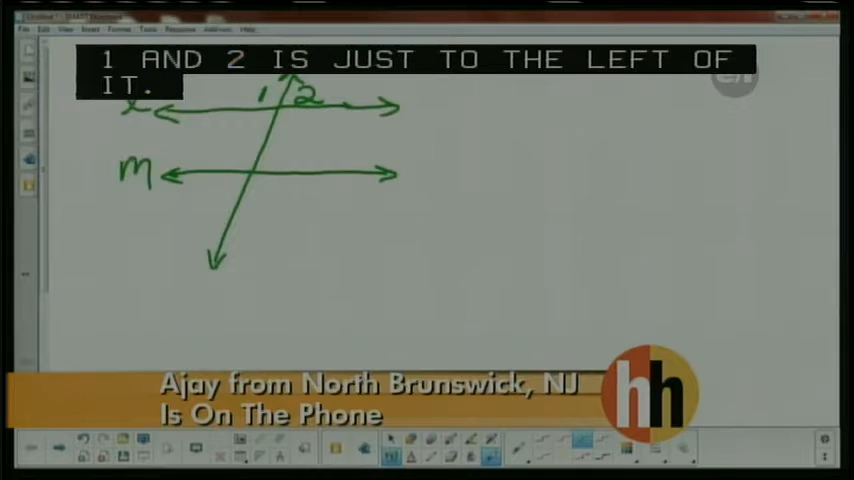 1 AND 2 IS JUST TO THE LEFT OF
IT.
1 2
m
Ajay from North Brunswick, NJ
Is On The Phone
hh